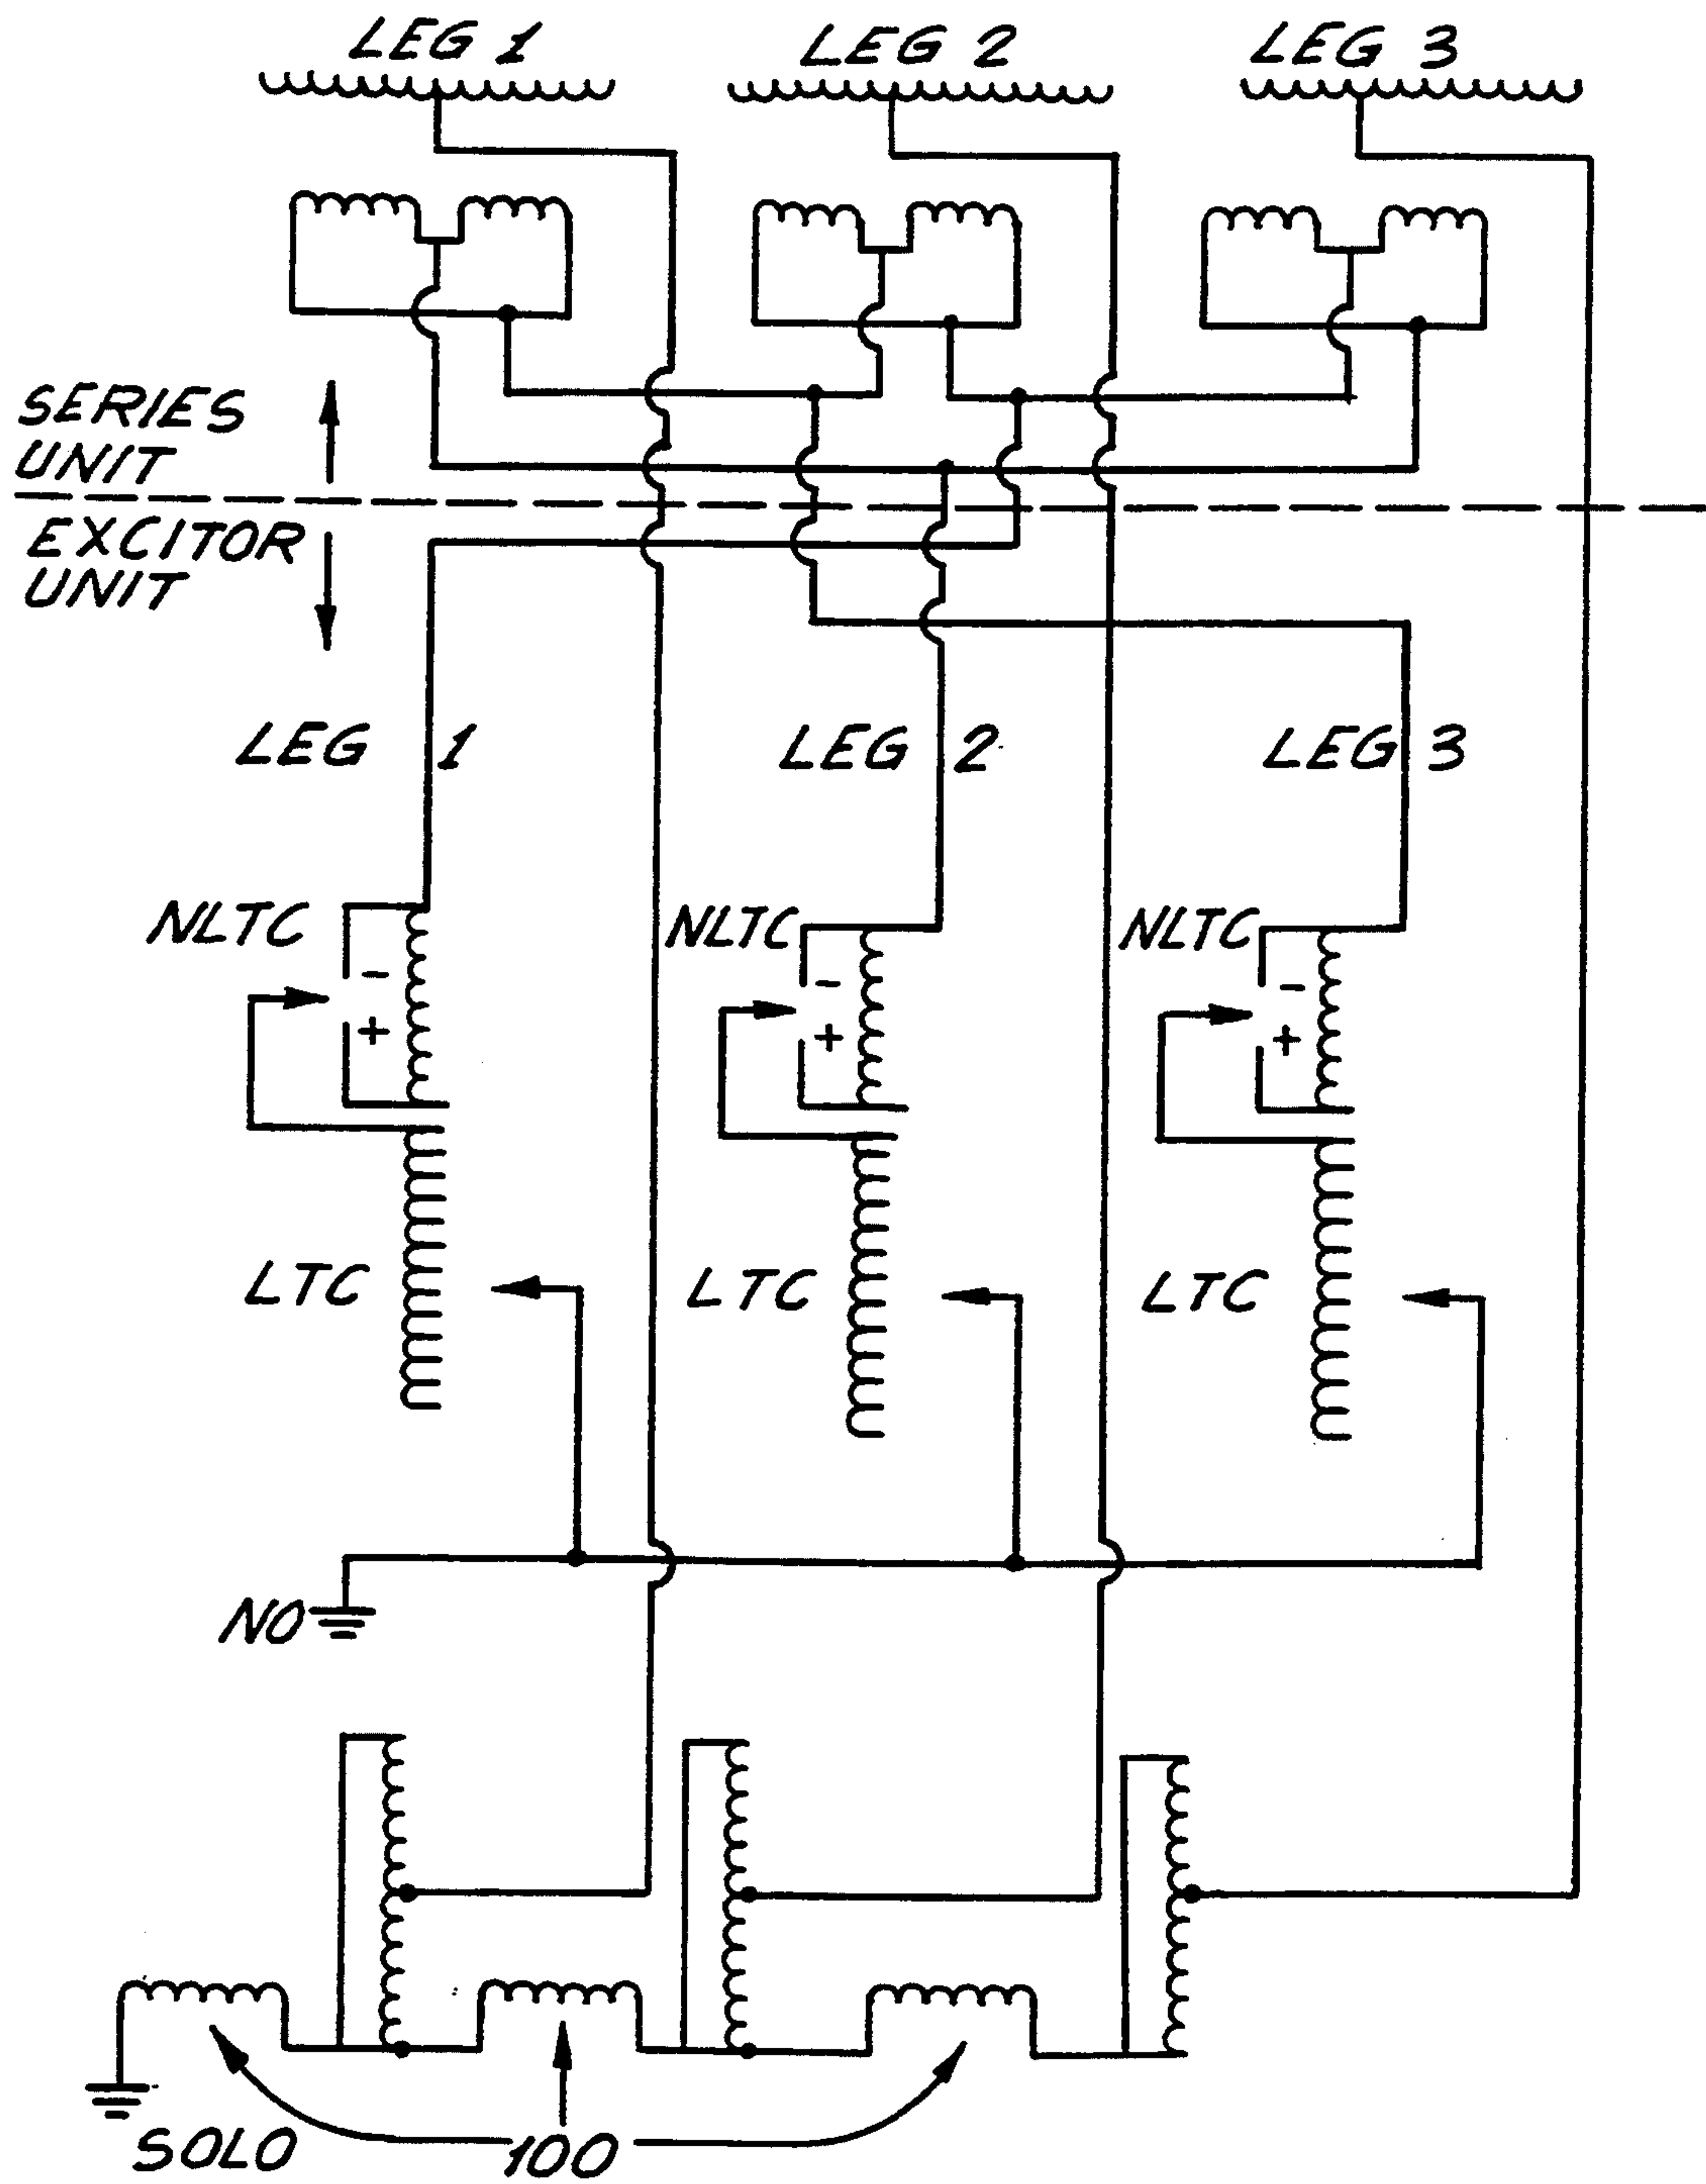 LEG 1 LEG 2 LEG 3
SERIES
UNIT
EXCITOR
UNIT
LEG 1 LEG 2 LEG 3
NLTC NLTC NLTC
- - -
+ + +
LTC LTC LTC
NO
SOLO 100